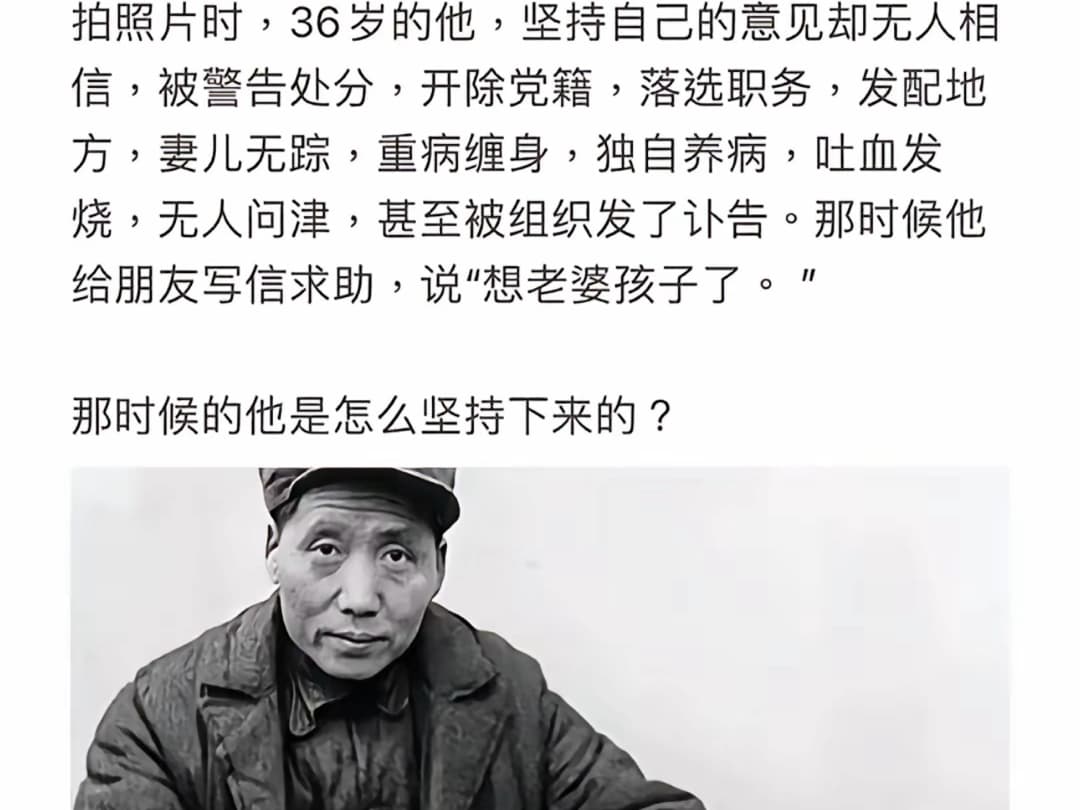 拍照片时，36岁的他，坚持自己的意见却无人相
信，被警告处分，开除党籍，落选职务，发配地
方，妻儿无踪，重病缠身，独自养病，吐血发
烧，无人问津，甚至被组织发了讣告。那时候他
给朋友写信求助，说“想老婆孩子了。”

那时候的他是怎么坚持下来的？